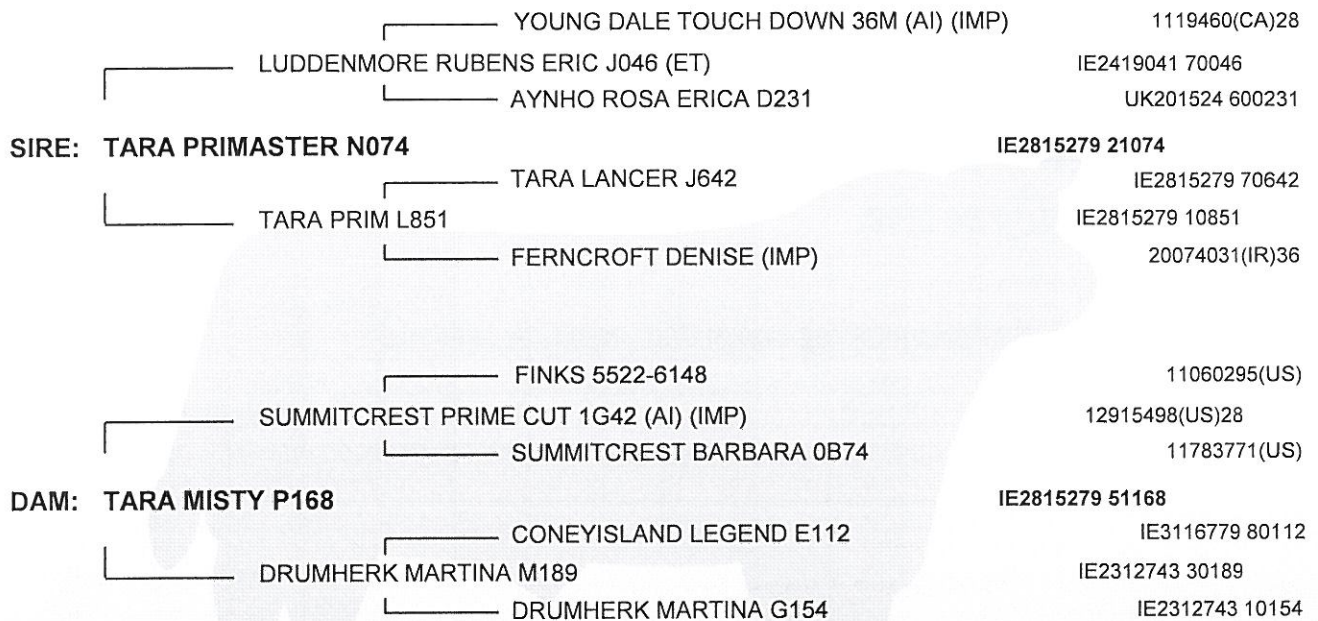 YOUNG DALE TOUCH DOWN 36M (AI) (IMP) 1119460(CA)28
LUDDENMORE RUBENS ERIC J046 (ET) IE2419041 70046
AYNHO ROSA ERICA D231 UK201524 600231
SIRE: TARA PRIMASTER N074 IE2815279 21074
TARA LANCER J642 IE2815279 70642
TARA PRIM L851 IE2815279 10851
FERNCROFT DENISE (IMP) 20074031(IR)36
FINKS 5522-6148 11060295(US)
SUMMITCREST PRIME CUT 1G42 (AI) (IMP) 12915498(US)28
SUMMITCREST BARBARA 0B74 11783771(US)
DAM: TARA MISTY P168 IE2815279 51168
CONEYISLAND LEGEND E112 IE3116779 80112
DRUMHERK MARTINA M189 IE2312743 30189
DRUMHERK MARTINA G154 IE2312743 10154